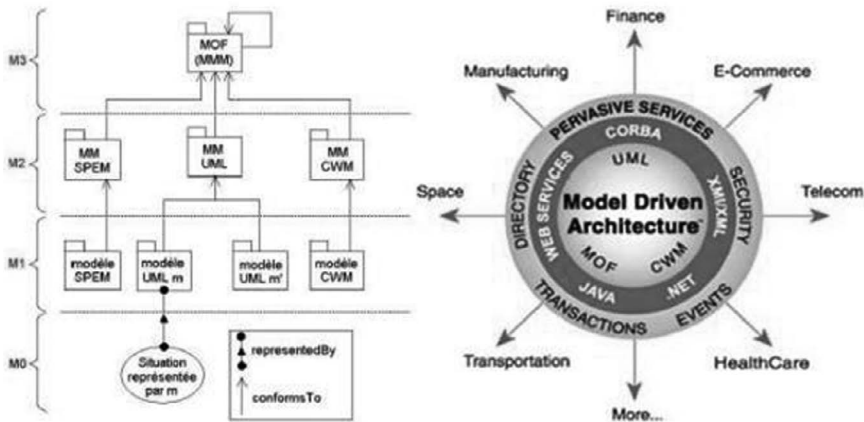 M3
MOF
(MMM)
M2
MM
SPEM
MM
UML
MM
CWM
M1
modèle
SPEM
modèle
UML m
modèle
UML m'
modèle
CWM
M0
Situation
représentée
par m
representedBy
conformsTo
Finance
Manufacturing
E-Commerce
Space
Telecom
Transportation
HealthCare
More...
PERVASIVE SERVICES
DIRECTORY
SECURITY
TRANSACTIONS
EVENTS
CORBA
WEB SERVICES
XMI/XML
JAVA
.NET
UML
Model Driven
Architecture™
MOF
CWM